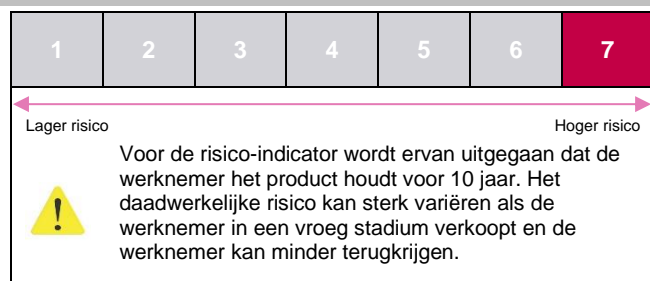 1 2 3 4 5 6 7
Lager risico Hoger risico
Voor de risico-indicator wordt ervan uitgegaan dat de
werknemer het product houdt voor 10 jaar. Het
daadwerkelijke risico kan sterk variëren als de
werknemer in een vroeg stadium verkoopt en de
werknemer kan minder terugkrijgen.